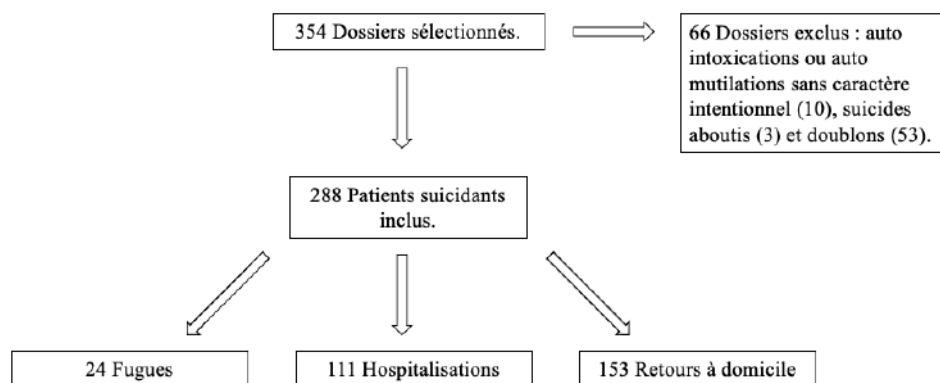 354 Dossiers sélectionnés.
66 Dossiers exclus : auto
intoxications ou auto
mutilations sans caractère
intentionnel (10), suicides
aboutis (3) et doublons (53).
288 Patients suicidants
inclus.
24 Fugues
111 Hospitalisations
153 Retours à domicile